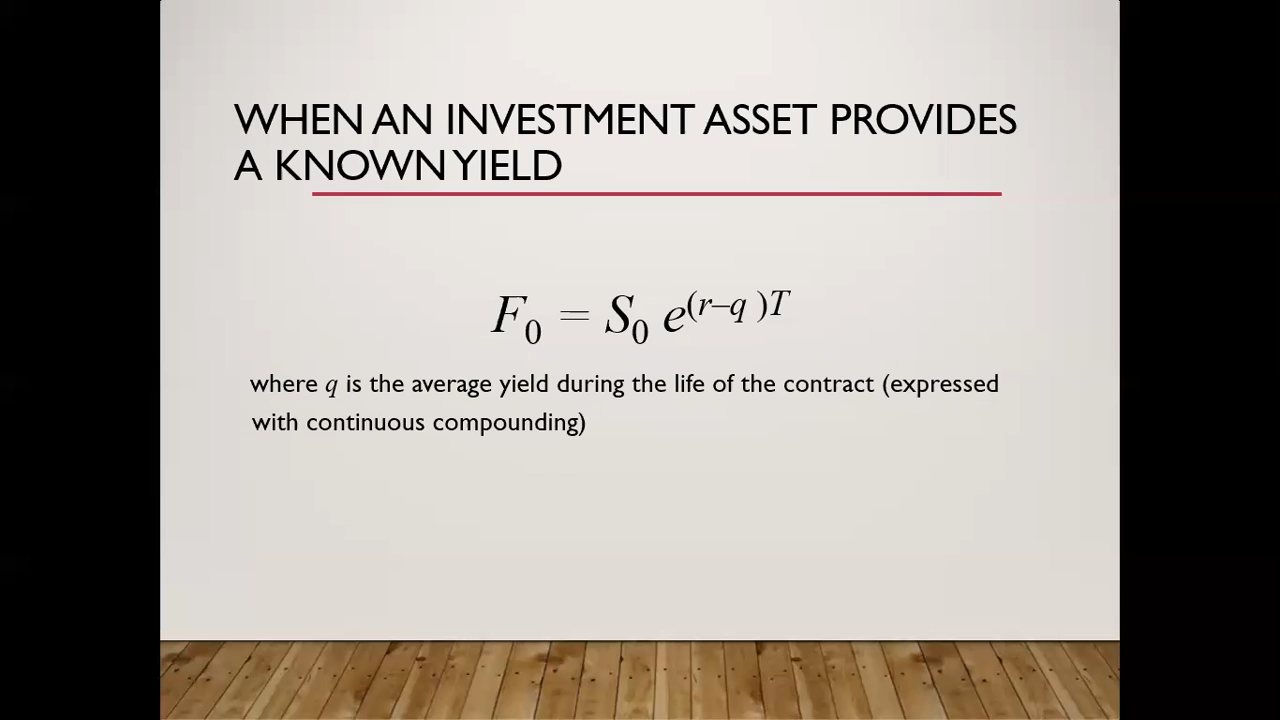 WHEN AN INVESTMENT ASSET PROVIDES
A KNOWN YIELD
F₀ = S₀ e^(r–q )T
where q is the average yield during the life of the contract (expressed
with continuous compounding)